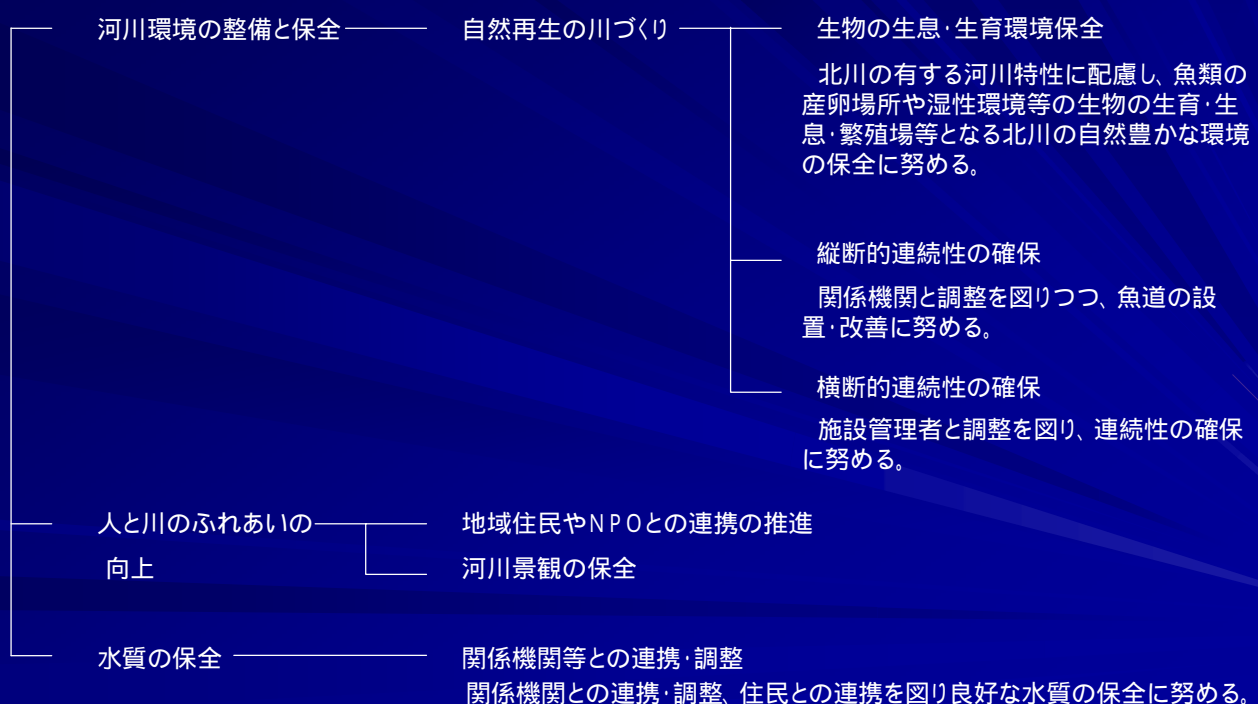 河川環境の整備と保全
自然再生の川づくり
生物の生息･生育環境保全
北川の有する河川特性に配慮し、魚類の
産卵場所や湿性環境等の生物の生育･生
息･繁殖場等となる北川の自然豊かな環境
の保全に努める。
縦断的連続性の確保
関係機関と調整を図りつつ、魚道の設
置･改善に努める。
横断的連続性の確保
施設管理者と調整を図り、連続性の確保
に努める。
人と川のふれあいの
向上
地域住民やＮＰＯとの連携の推進
河川景観の保全
水質の保全
関係機関等との連携･調整
関係機関との連携･調整、住民との連携を図り良好な水質の保全に努める。